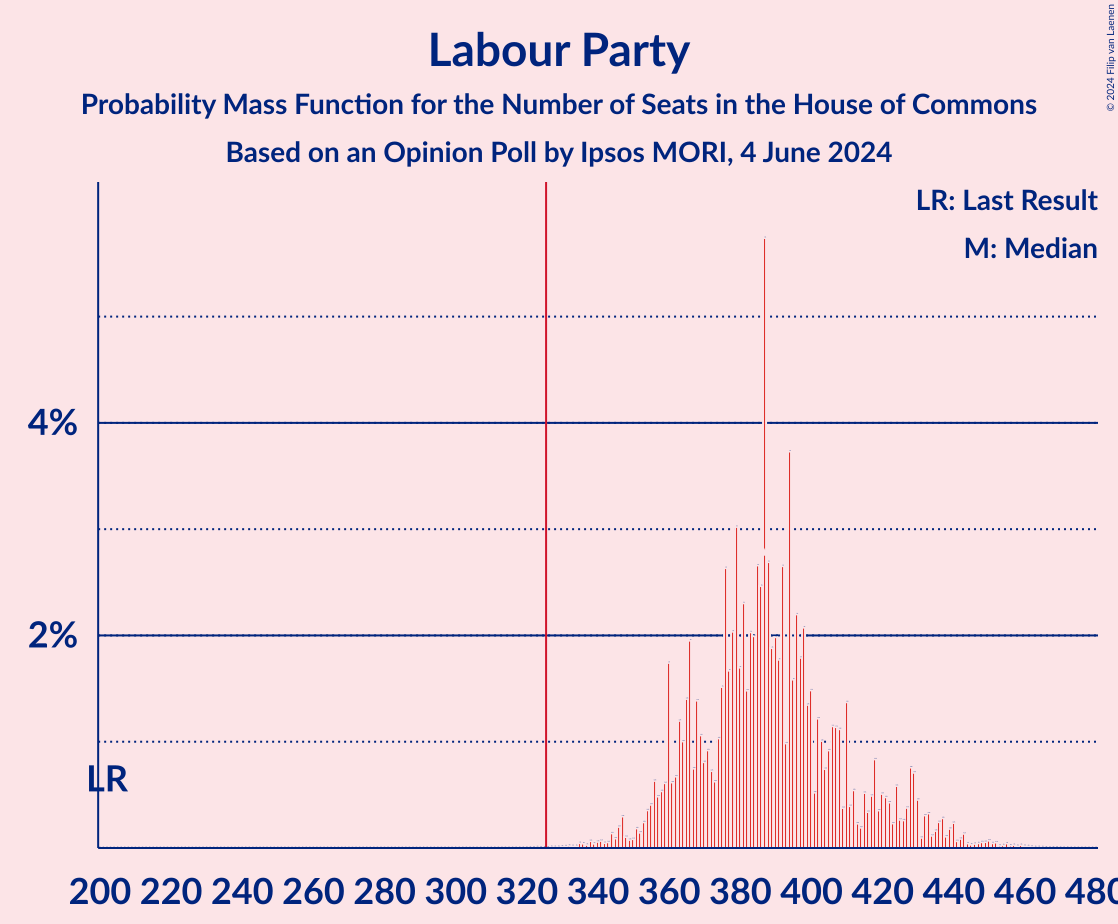 Labour Party
Probability Mass Function for the Number of Seats in the House of Commons
Based on an Opinion Poll by Ipsos MORI, 4 June 2024
© 2024 Filip van Laenen
LR: Last Result
M: Median
4%
2%
LR
200 220 240 260 280 300 320 340 360 380 400 420 440 460 480